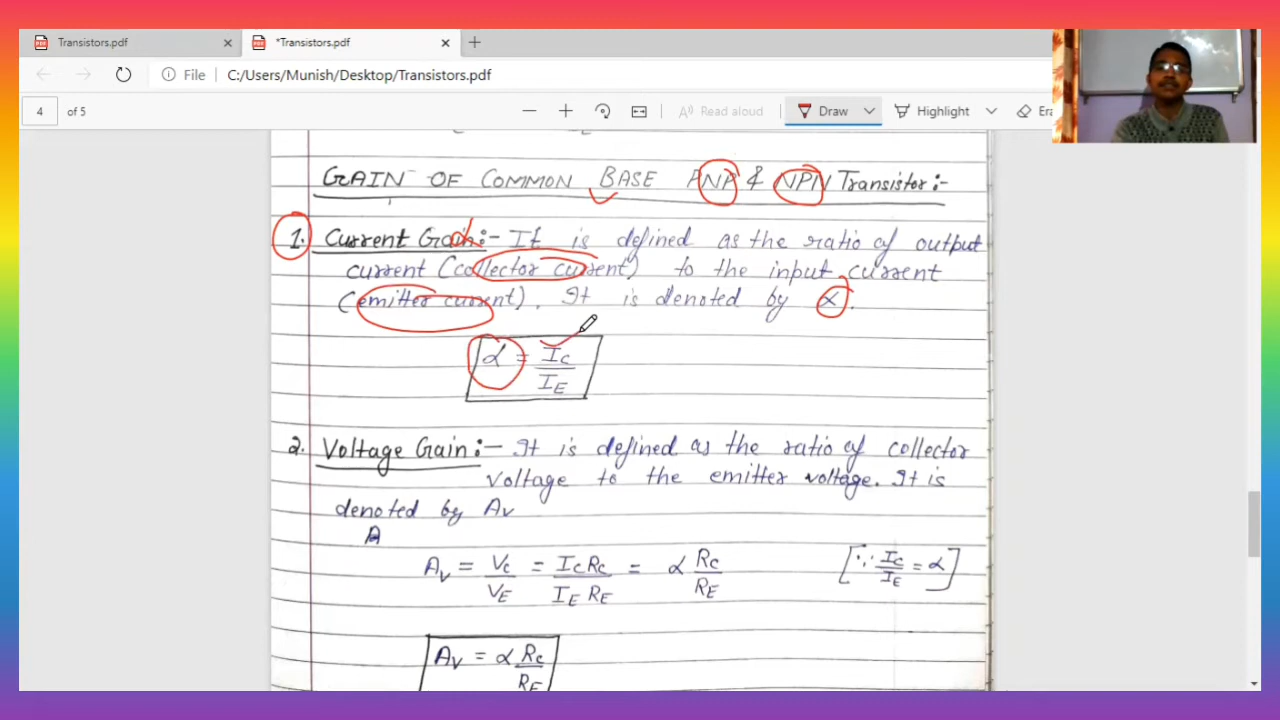 Transistors.pdf
*Transistors.pdf
File C:/Users/Munish/Desktop/Transistors.pdf
4 of 5
Read aloud Draw Highlight Era
GAIN OF COMMON BASE PNP & NPN Transistor:-
1. Current Gain:- It is defined as the ratio of output
current (collector current) to the input current
(emitter current). It is denoted by α.
α = IC/IE
2. Voltage Gain:- It is defined as the ratio of collector
voltage to the emitter voltage. It is
denoted by Av
A
Av = Vc/VE = IcRc/IE RE = α Rc/RE [∵ Ic/IE = α]
Av = α Rc/RE